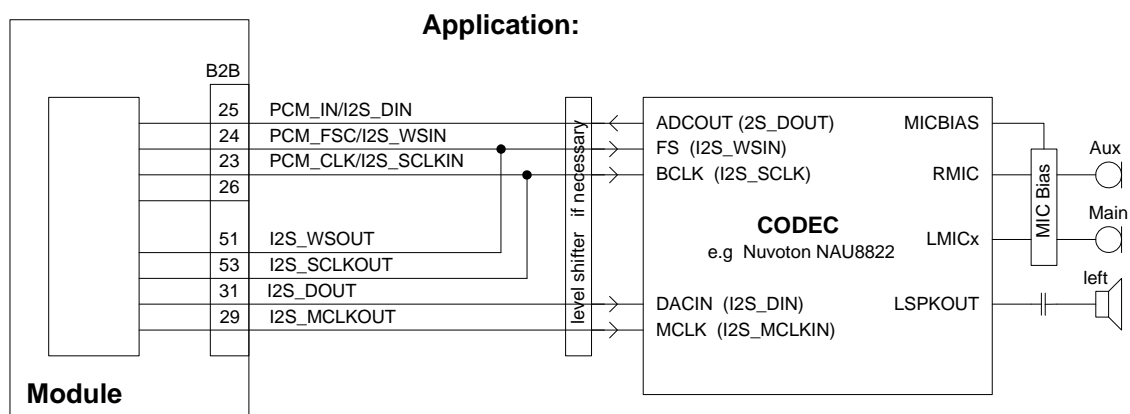 Application:
B2B
25 PCM_IN/I2S_DIN
24 PCM_FSC/I2S_WSIN
23 PCM_CLK/I2S_SCLKIN
26
51 I2S_WSOUT
53 I2S_SCLKOUT
31 I2S_DOUT
29 I2S_MCLKOUT
Module
level shifter if necessary
ADCOUT (2S_DOUT)
FS (I2S_WSIN)
BCLK (I2S_SCLK)
CODEC
e.g Nuvoton NAU8822
DACIN (I2S_DIN)
MCLK (I2S_MCLKIN)
MICBIAS
RMIC
LMICx
LSPKOUT
MIC Bias
Aux
Main
left